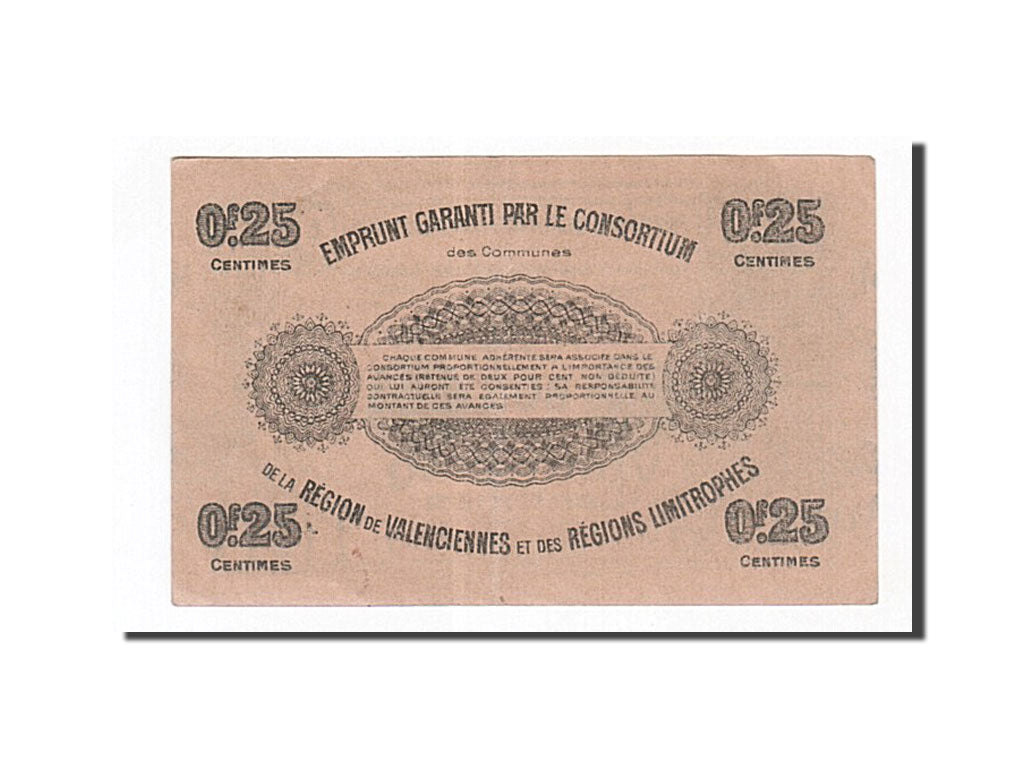 0F.25
CENTIMES
EMPRUNT GARANTI PAR LE CONSORTIUM
des Communes
0F.25
CENTIMES
CHAQUE COMMUNE ADHÉRENTE SERA ASSOCIÉE DANS LE
CONSORTIUM PROPORTIONNELLEMENT A L'IMPORTANCE DES
AVANCES (RETENUE DE DEUX POUR CENT NON DÉDUITE)
QUI LUI AURONT ÉTÉ CONSENTIES : SA RESPONSABILITÉ
CONTRACTUELLE SERA ÉGALEMENT PROPORTIONNELLE AU
MONTANT DE CES AVANCES
DE LA RÉGION DE VALENCIENNES ET DES RÉGIONS LIMITROPHES
0F.25
CENTIMES
0F.25
CENTIMES